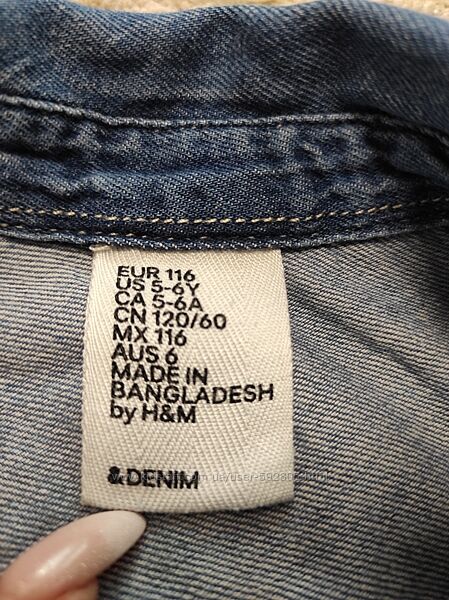 EUR 116
US 5-6Y
CA 5-6A
CN 120/60
MX 116
AUS 6
MADE IN
BANGLADESH
by H&M
&DENIM